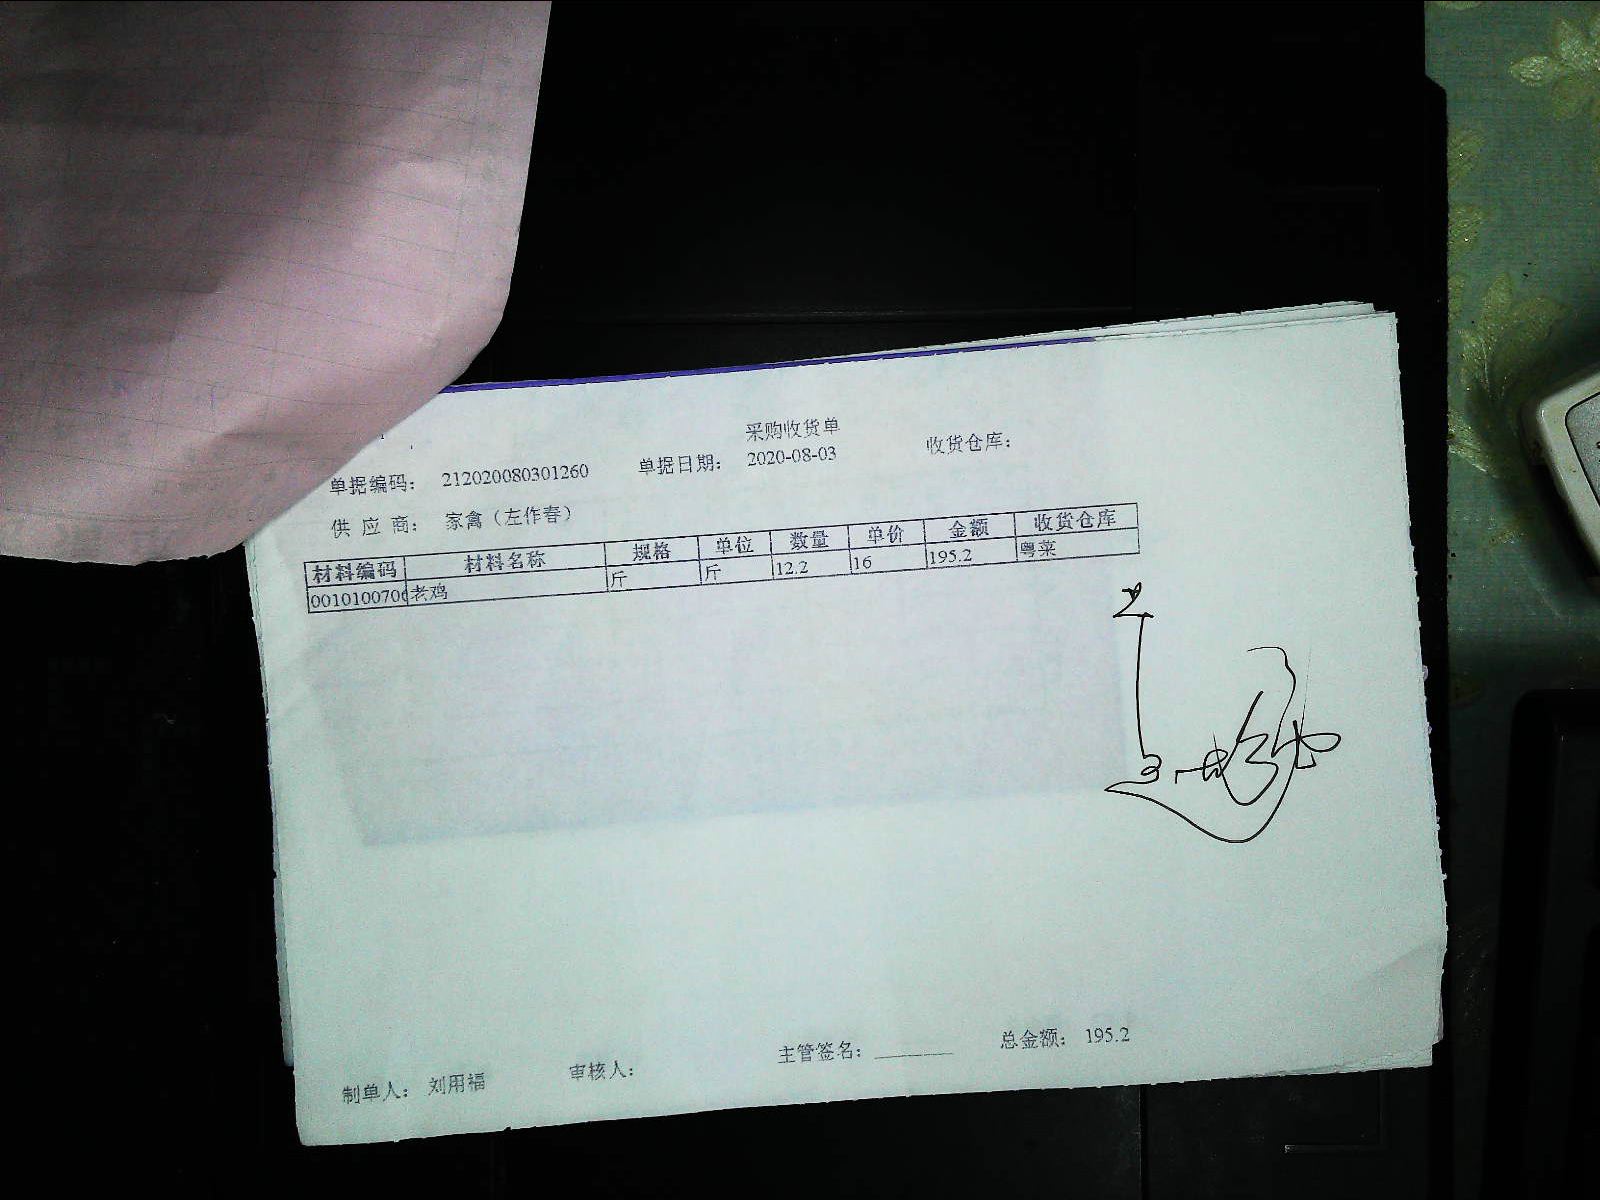 采购收货单
单据编码： 212020080301260 单据日期： 2020-08-03 收货仓库：
供 应 商： 家禽（左作春）
材料编码 材料名称 规格 单位 数量 单价 金额 收货仓库
0010100706 老鸡 斤 斤 12.2 16 195.2 粤菜
制单人： 刘用福 审核人： 主管签名： 总金额： 195.2